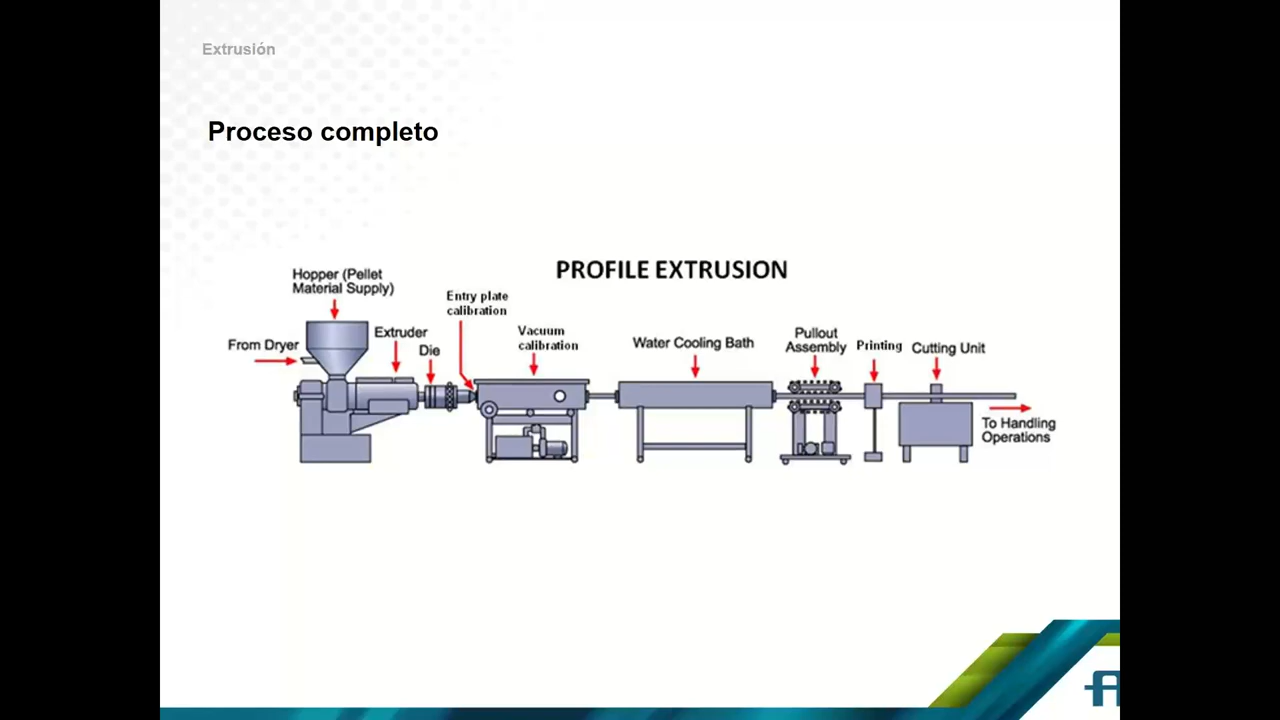 Extrusión
Proceso completo
PROFILE EXTRUSION
Hopper (Pellet
Material Supply)
From Dryer
Extruder
Die
Entry plate
calibration
Vacuum
calibration
Water Cooling Bath
Pullout
Assembly
Printing
Cutting Unit
To Handling
Operations